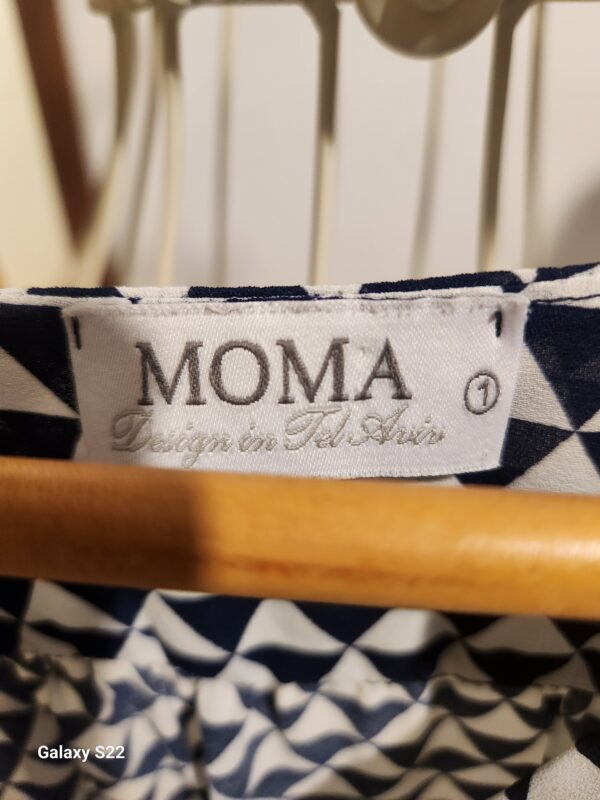 MOMA
①
Design in Tel Aviv
Galaxy S22